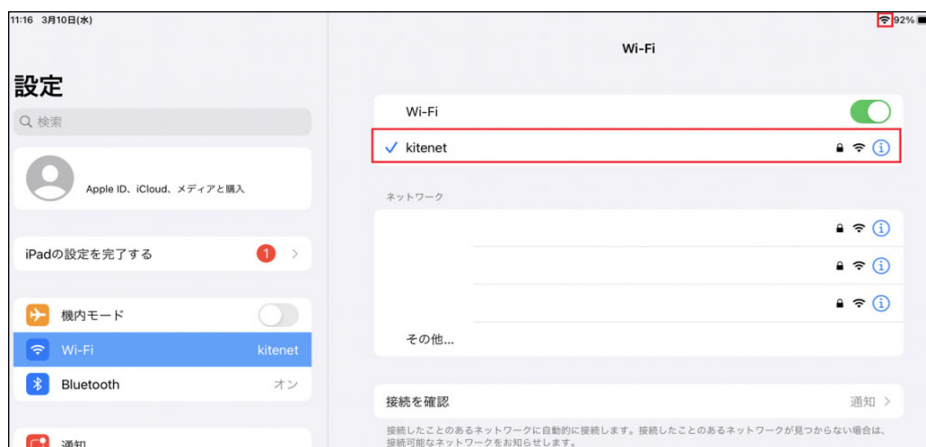 11:16 3月10日(水)
92%
Wi-Fi
設定
検索
Apple ID、iCloud、メディアと購入
iPadの設定を完了する
1
機内モード
Wi-Fi kitenet
Bluetooth オン
通知
Wi-Fi
kitenet
ネットワーク
その他...
接続を確認 通知
接続したことのあるネットワークに自動的に接続します。接続したことのあるネットワークが見つからない場合は、
接続可能なネットワークをお知らせします。